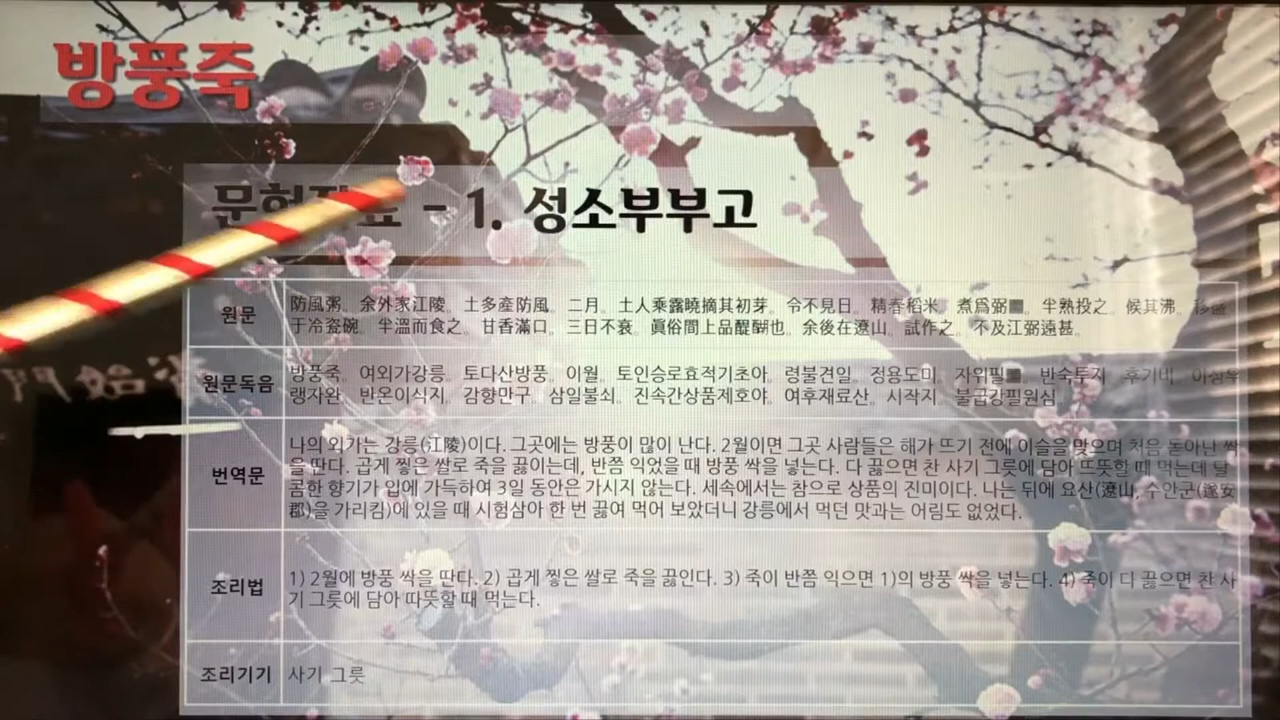 방풍죽
- 1. 성소부부고
원문
防風粥。余外家江陵。土多產防風。二月。土人乘露曉摘其初芽。令不見日。精舂稻米。煮爲弼■。半熟投之。候其沸。移盛
于冷瓷碗。半溫而食之。甘香滿口。三日不衰。眞俗間上品醍醐也。余後在遼山。試作之。不及江弼遠甚。
원문독음
방풍죽。여외가강릉。토다산방풍。이월。토인승로효적기초아。령불견일。정용도미。자위필■。반숙투지。후기비。이성우
랭자완。반온이식지。감향만구。삼일불쇠。진속간상품제호야。여후재료산。시작지。불급강필원심。
번역문
나의 외가는 강릉(江陵)이다. 그곳에는 방풍이 많이 난다. 2월이면 그곳 사람들은 해가 뜨기 전에 이슬을 맞으며 처음 돋아난 싹
을 딴다. 곱게 찧은 쌀로 죽을 끓이는데, 반쯤 익었을 때 방풍 싹을 넣는다. 다 끓으면 찬 사기 그릇에 담아 뜨뜻할 때 먹는데 달
콤한 향기가 입에 가득하여 3일 동안은 가시지 않는다. 세속에서는 참으로 상품의 진미이다. 나는 뒤에 요산(遼山, 수안군(遂安
郡)을 가리킴)에 있을 때 시험삼아 한 번 끓여 먹어 보았더니 강릉에서 먹던 맛과는 어림도 없었다.
조리법
1) 2월에 방풍 싹을 딴다. 2) 곱게 찧은 쌀로 죽을 끓인다. 3) 죽이 반쯤 익으면 1)의 방풍 싹을 넣는다. 4) 죽이 다 끓으면 찬 사
기 그릇에 담아 따뜻할 때 먹는다.
조리기기
사기 그릇